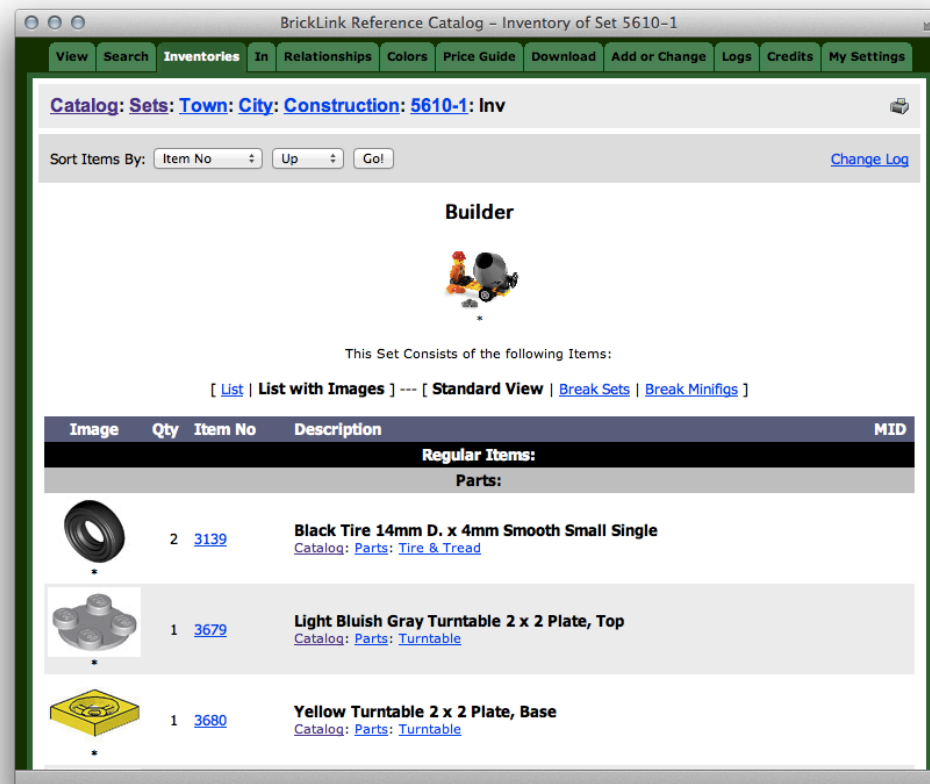 BrickLink Reference Catalog – Inventory of Set 5610-1
View Search Inventories In Relationships Colors Price Guide Download Add or Change Logs Credits My Settings
Catalog: Sets: Town: City: Construction: 5610-1: Inv
Sort Items By: Item No Up Go! Change Log
Builder
*
This Set Consists of the following Items:
[ List | List with Images ] --- [ Standard View | Break Sets | Break Minifigs ]
Image Qty Item No Description MID
Regular Items:
Parts:
2 3139 Black Tire 14mm D. x 4mm Smooth Small Single
Catalog: Parts: Tire & Tread
*
1 3679 Light Bluish Gray Turntable 2 x 2 Plate, Top
Catalog: Parts: Turntable
*
1 3680 Yellow Turntable 2 x 2 Plate, Base
Catalog: Parts: Turntable
*